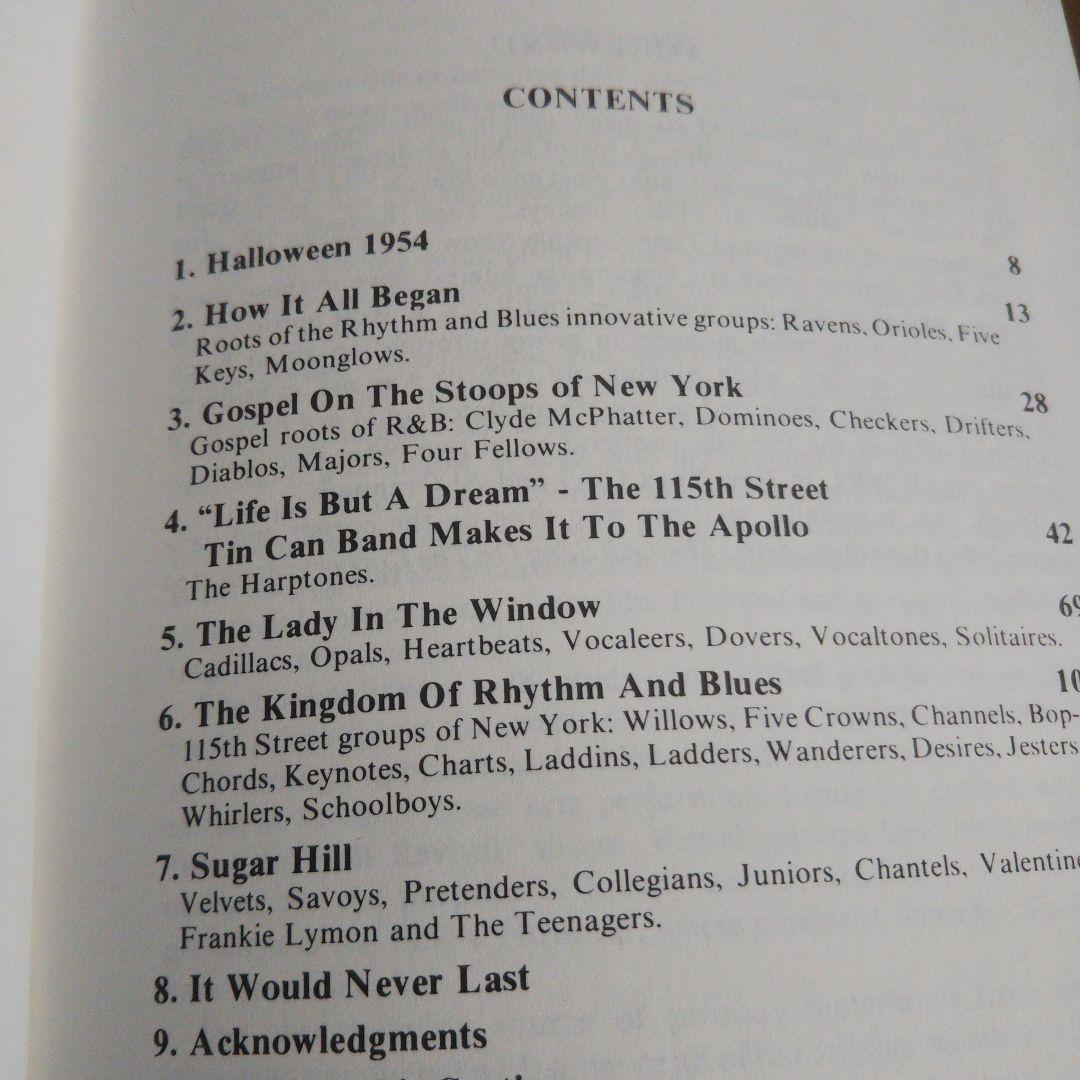 CONTENTS
1. Halloween 1954 8
2. How It All Began 13
Roots of the Rhythm and Blues innovative groups: Ravens, Orioles, Five
Keys, Moonglows.
3. Gospel On The Stoops of New York 28
Gospel roots of R&B: Clyde McPhatter, Dominoes, Checkers, Drifters,
Diablos, Majors, Four Fellows.
4. “Life Is But A Dream” - The 115th Street
Tin Can Band Makes It To The Apollo 42
The Harptones.
5. The Lady In The Window 69
Cadillacs, Opals, Heartbeats, Vocaleers, Dovers, Vocaltones, Solitaires.
6. The Kingdom Of Rhythm And Blues 10
115th Street groups of New York: Willows, Five Crowns, Channels, Bop-
Chords, Keynotes, Charts, Laddins, Ladders, Wanderers, Desires, Jesters
Whirlers, Schoolboys.
7. Sugar Hill
Velvets, Savoys, Pretenders, Collegians, Juniors, Chantels, Valentine
Frankie Lymon and The Teenagers.
8. It Would Never Last
9. Acknowledgments